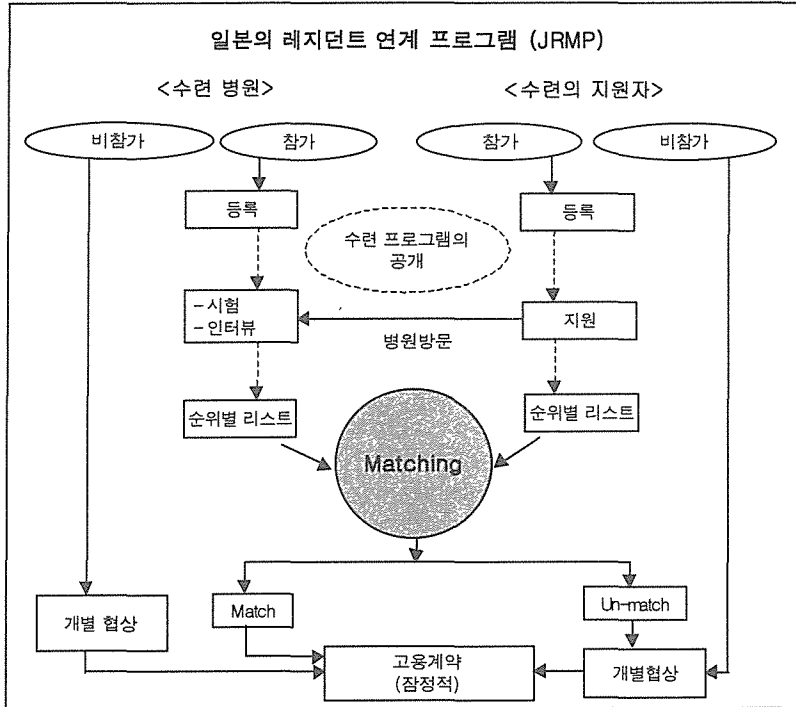 일본의 레지던트 연계 프로그램 (JRMP)
<수련 병원>
<수련의 지원자>
비참가
참가
참가
비참가
등록
등록
수련 프로그램의
공개
-시험
-인터뷰
지원
병원방문
순위별 리스트
순위별 리스트
Matching
Match
Un-match
개별 협상
고용계약
(잠정적)
개별협상